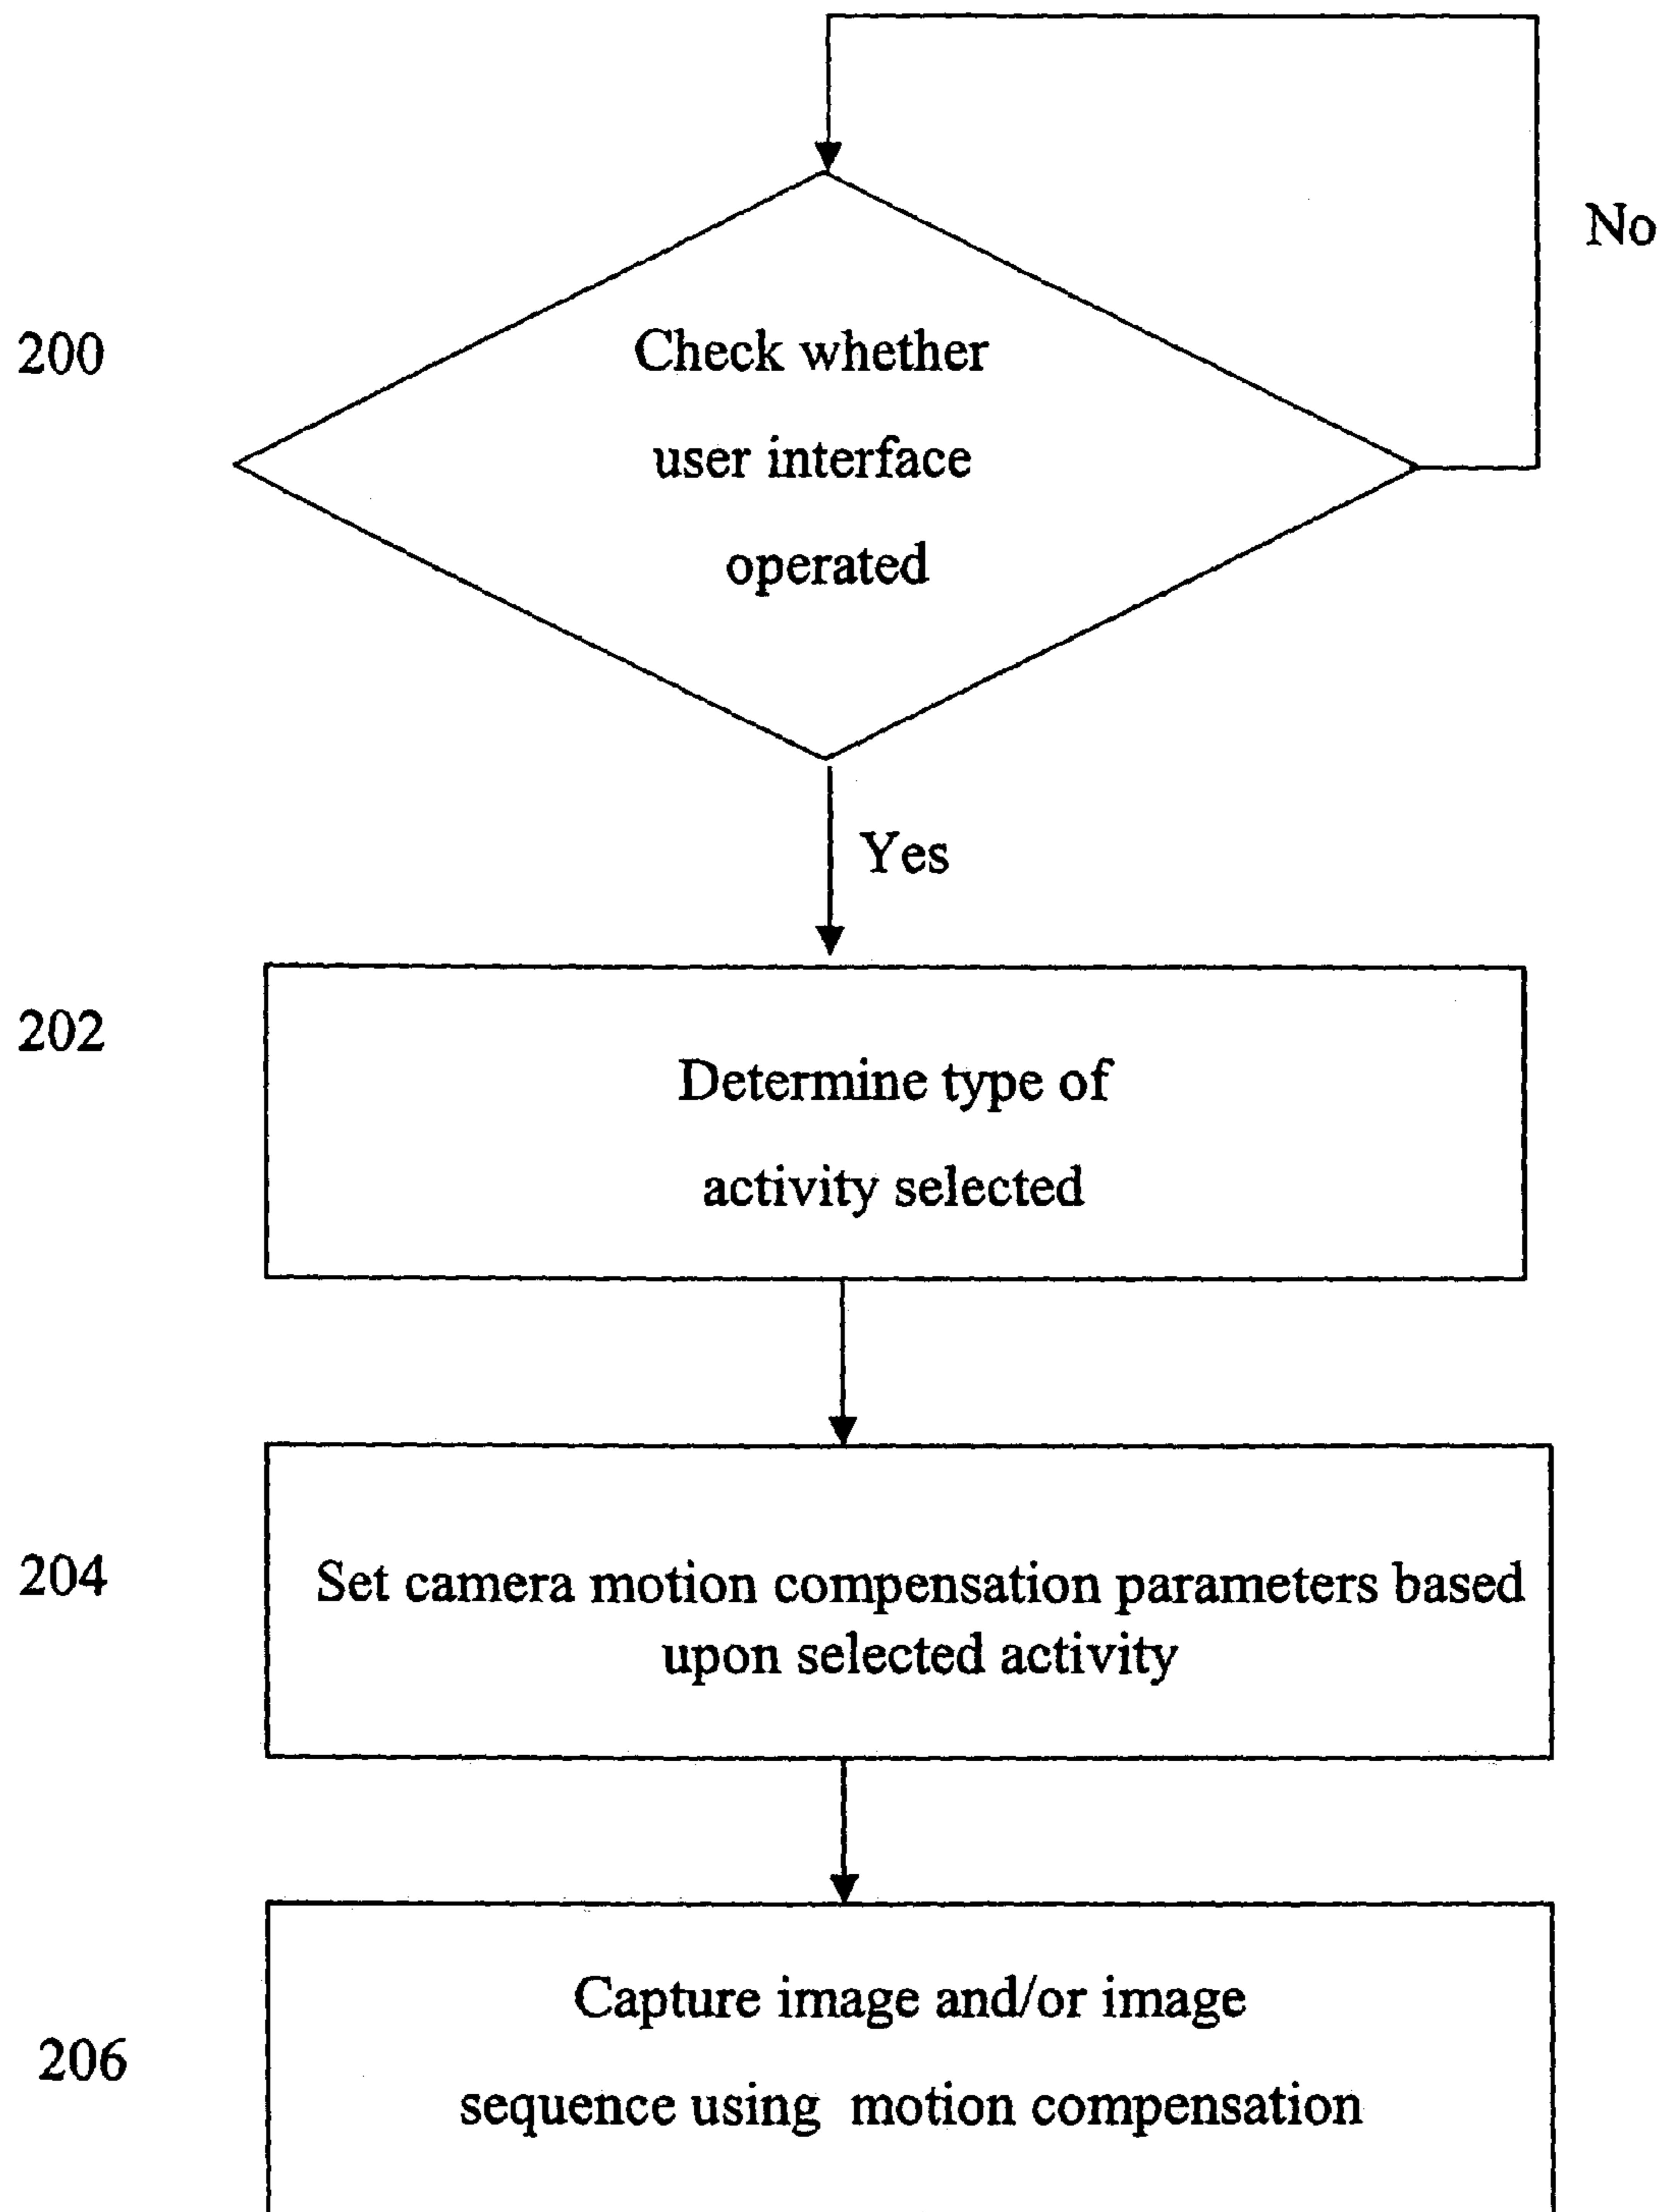 No
200
Check whether
user interface
operated
Yes
202
Determine type of
activity selected
204
Set camera motion compensation parameters based
upon selected activity
206
Capture image and/or image
sequence using motion compensation